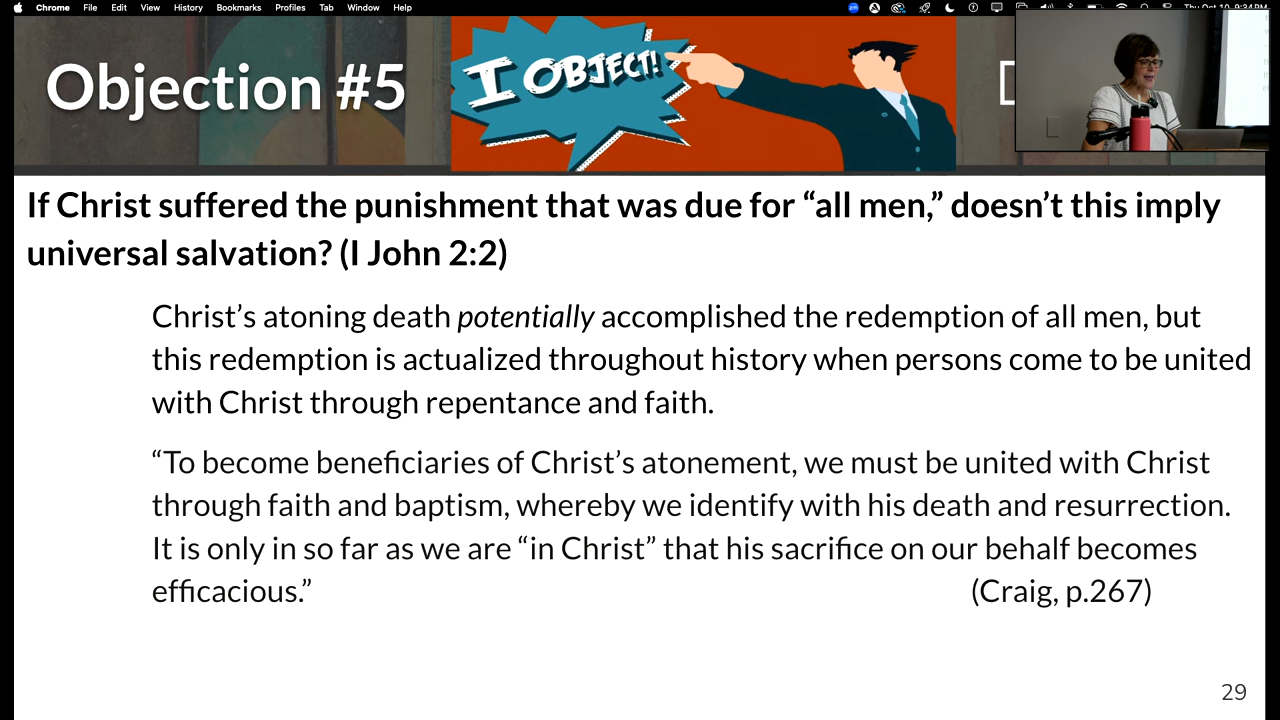 Chrome File Edit View History Bookmarks Profiles Tab Window Help
Objection #5
I OBJECT!
If Christ suffered the punishment that was due for “all men,” doesn’t this imply
universal salvation? (I John 2:2)
Christ’s atoning death potentially accomplished the redemption of all men, but
this redemption is actualized throughout history when persons come to be united
with Christ through repentance and faith.
“To become beneficiaries of Christ’s atonement, we must be united with Christ
through faith and baptism, whereby we identify with his death and resurrection.
It is only in so far as we are “in Christ” that his sacrifice on our behalf becomes
efficacious.” (Craig, p.267)
29